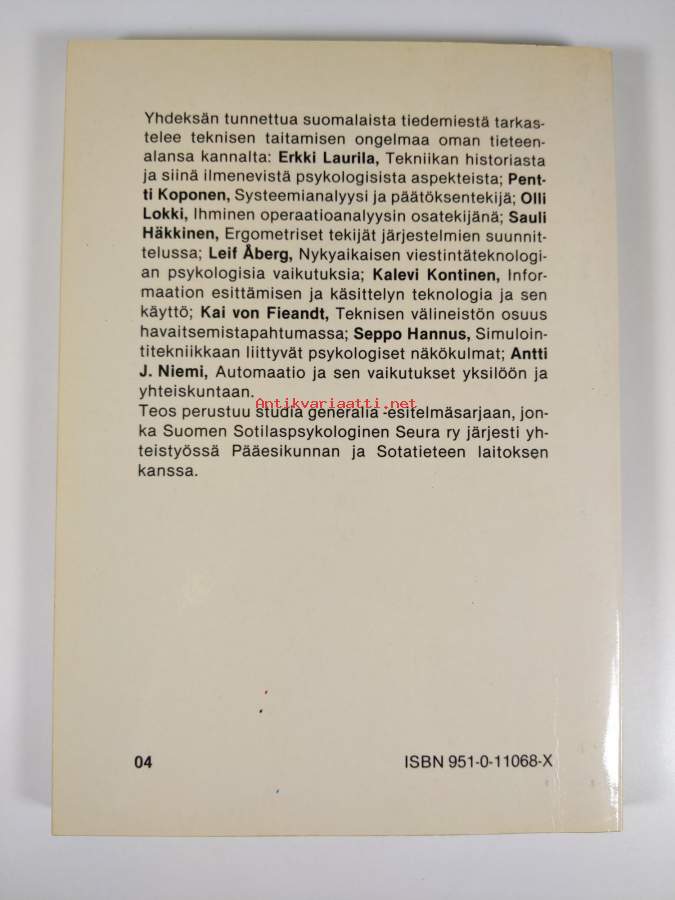 Yhdeksän tunnettua suomalaista tiedemiestä tarkas-
telee teknisen taitamisen ongelmaa oman tieteen-
alansa kannalta: Erkki Laurila, Tekniikan historiasta
ja siinä ilmenevistä psykologisista aspekteista; Pent-
ti Koponen, Systeemianalyysi ja päätöksentekijä; Olli
Lokki, Ihminen operaatioanalyysin osatekijänä; Sauli
Häkkinen, Ergometriset tekijät järjestelmien suunnit-
telussa; Leif Åberg, Nykyaikaisen viestintäteknologi-
an psykologisia vaikutuksia; Kalevi Kontinen, Infor-
maation esittämisen ja käsittelyn teknologia ja sen
käyttö; Kai von Fieandt, Teknisen välineistön osuus
havaitsemistapahtumassa; Seppo Hannus, Simuloin-
titekniikkaan liittyvät psykologiset näkökulmat; Antti
J. Niemi, Automaatio ja sen vaikutukset yksilöön ja
yhteiskuntaan.
Antikvariaatti.net
Teos perustuu studia generalia -esitelmäsarjaan, jon-
ka Suomen Sotilaspsykologinen Seura ry järjesti yh-
teistyössä Pääesikunnan ja Sotatieteen laitoksen
kanssa.
04
ISBN 951-0-11068-X